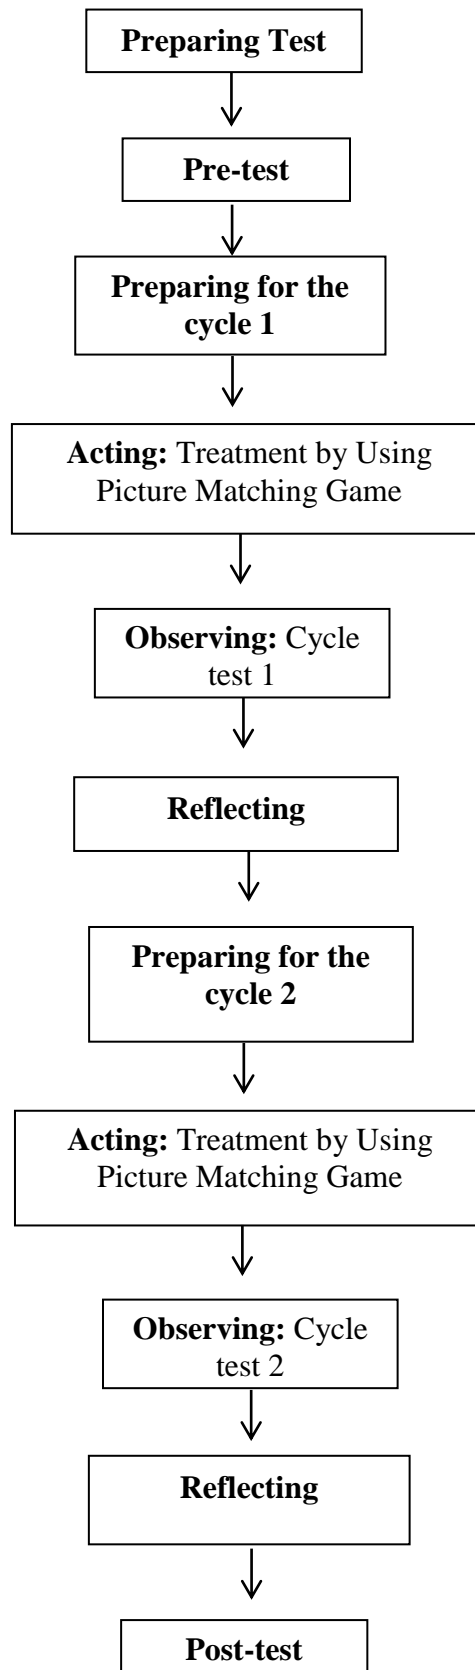 Preparing Test
Pre-test
Preparing for the
cycle 1
Acting: Treatment by Using
Picture Matching Game
Observing: Cycle
test 1
Reflecting
Preparing for the
cycle 2
Acting: Treatment by Using
Picture Matching Game
Observing: Cycle
test 2
Reflecting
Post-test